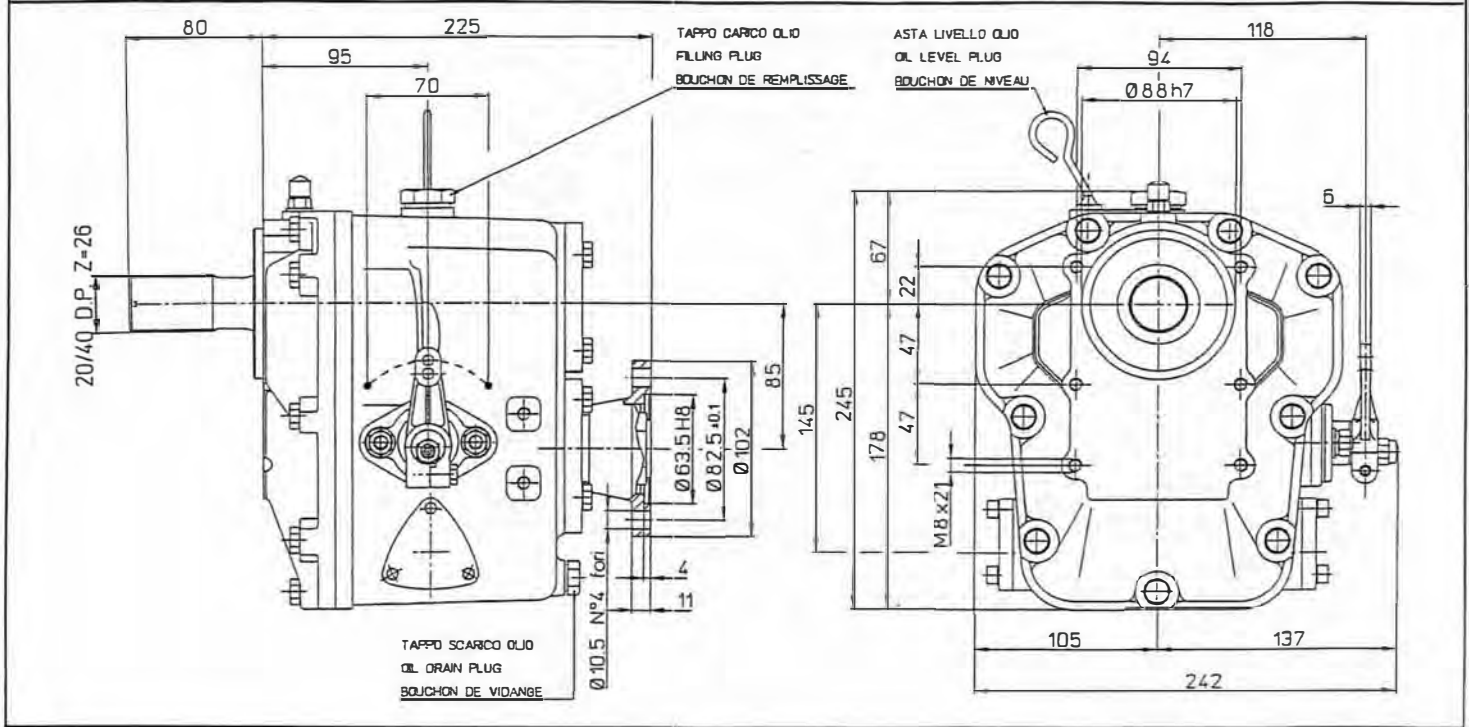 80
225
95
70
TAPPO CARICO OLIO
FILLING PLUG
BOUCHON DE REMPLISSAGE
ASTA LIVELLO OLIO
OIL LEVEL PLUG
BOUCHON DE NIVEAU
118
94
Ø88h7
6
20/40 D.P. Z=26
67
22
47
47
245
178
145
85
Ø63.5H8
Ø82.5±0.1
Ø102
M8x21
4
11
Ø10.5 N°4 fori
TAPPO SCARICO OLIO
OIL DRAIN PLUG
BOUCHON DE VIDANGE
105
137
242